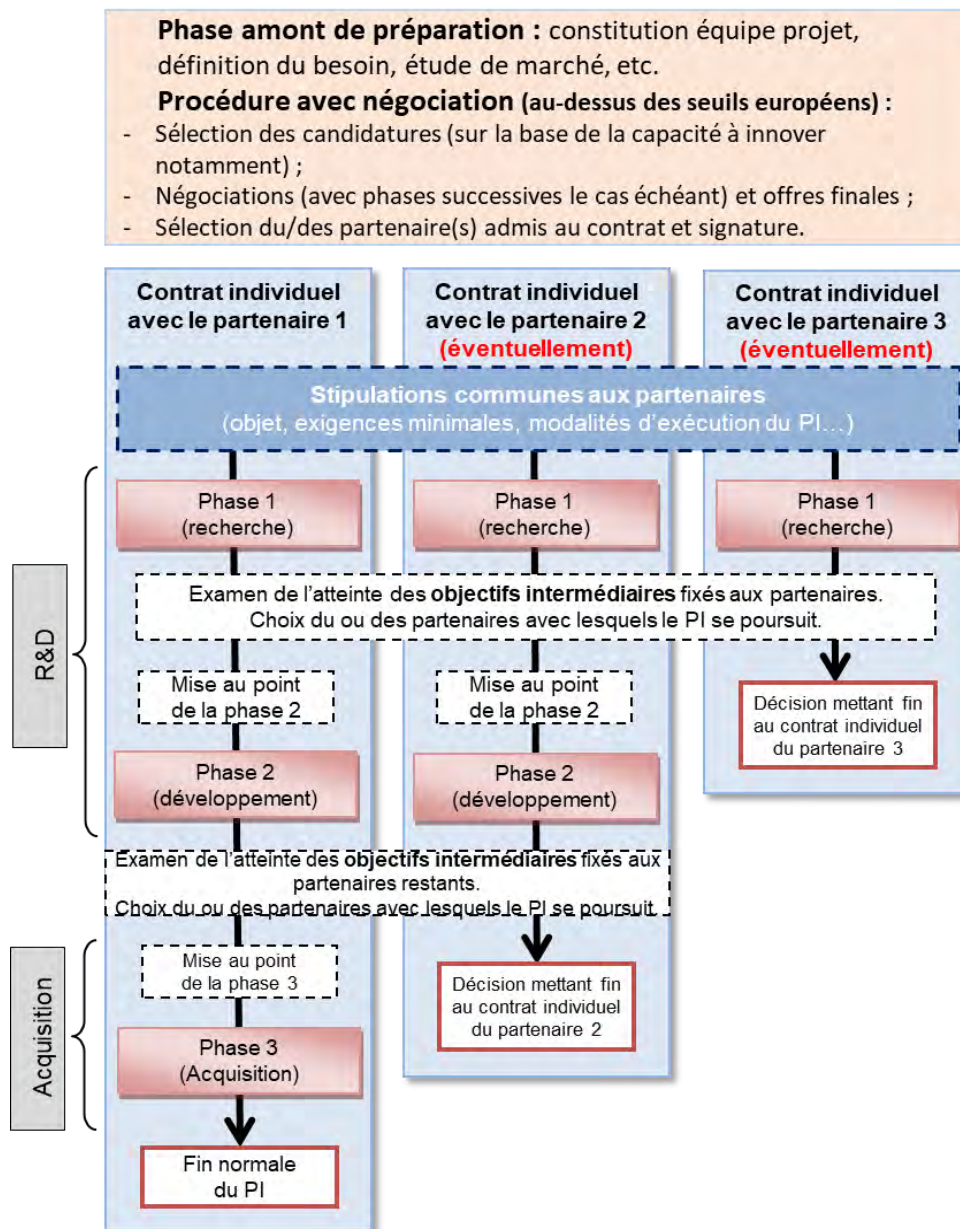 Phase amont de préparation : constitution équipe projet,
définition du besoin, étude de marché, etc.
Procédure avec négociation (au-dessus des seuils européens) :
- Sélection des candidatures (sur la base de la capacité à innover
notamment) ;
- Négociations (avec phases successives le cas échéant) et offres finales ;
- Sélection du/des partenaire(s) admis au contrat et signature.
Contrat individuel
avec le partenaire 1
Contrat individuel
avec le partenaire 2
(éventuellement)
Contrat individuel
avec le partenaire 3
(éventuellement)
Stipulations communes aux partenaires
(objet, exigences minimales, modalités d'exécution du PI…)
R&D
Phase 1
(recherche)
Phase 1
(recherche)
Phase 1
(recherche)
Examen de l'atteinte des objectifs intermédiaires fixés aux partenaires.
Choix du ou des partenaires avec lesquels le PI se poursuit.
Mise au point
de la phase 2
Mise au point
de la phase 2
Décision mettant fin
au contrat individuel
du partenaire 3
Phase 2
(développement)
Phase 2
(développement)
Examen de l'atteinte des objectifs intermédiaires fixés aux
partenaires restants.
Choix du ou des partenaires avec lesquels le PI se poursuit
Acquisition
Mise au point
de la phase 3
Décision mettant fin
au contrat individuel
du partenaire 2
Phase 3
(Acquisition)
Fin normale
du PI